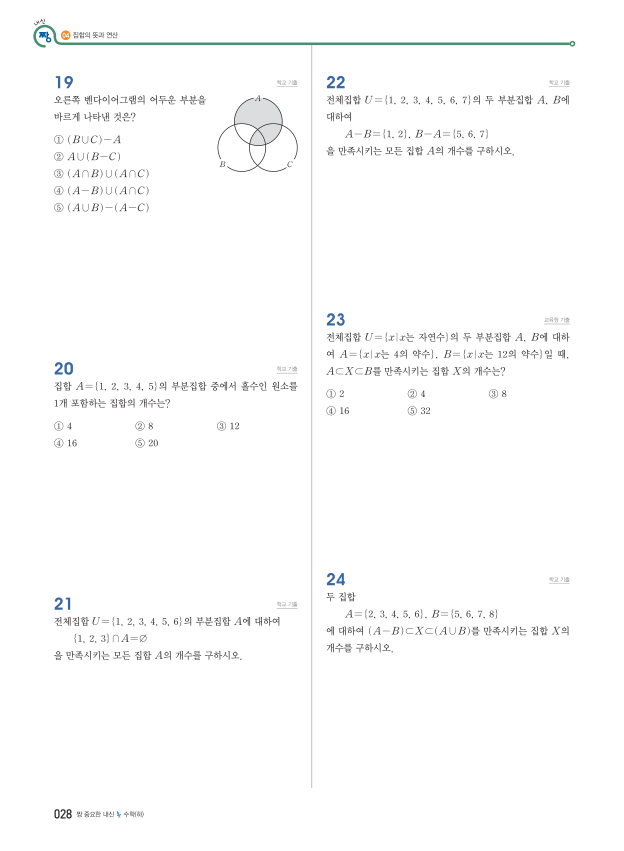 내신
짱
04 집합의 뜻과 연산
19
학교 기출
오른쪽 벤다이어그램의 어두운 부분을
바르게 나타낸 것은?
A
B
C
① (B∪C)−A
② A∪(B−C)
③ (A∩B)∪(A∩C)
④ (A−B)∪(A∩C)
⑤ (A∪B)−(A−C)
20
학교 기출
집합 A={1, 2, 3, 4, 5}의 부분집합 중에서 홀수인 원소를
1개 포함하는 집합의 개수는?
① 4 ② 8 ③ 12
④ 16 ⑤ 20
21
학교 기출
전체집합 U={1, 2, 3, 4, 5, 6}의 부분집합 A에 대하여
{1, 2, 3}∩A=∅
을 만족시키는 모든 집합 A의 개수를 구하시오.
22
학교 기출
전체집합 U={1, 2, 3, 4, 5, 6, 7}의 두 부분집합 A, B에
대하여
A−B={1, 2}, B−A={5, 6, 7}
을 만족시키는 모든 집합 A의 개수를 구하시오.
23
교육청 기출
전체집합 U={x|x는 자연수}의 두 부분집합 A, B에 대하
여 A={x|x는 4의 약수}, B={x|x는 12의 약수}일 때,
A⊂X⊂B를 만족시키는 집합 X의 개수는?
① 2 ② 4 ③ 8
④ 16 ⑤ 32
24
학교 기출
두 집합
A={2, 3, 4, 5, 6}, B={5, 6, 7, 8}
에 대하여 (A−B)⊂X⊂(A∪B)를 만족시키는 집합 X의
개수를 구하시오.
028 짱 중요한 내신 수학(하)